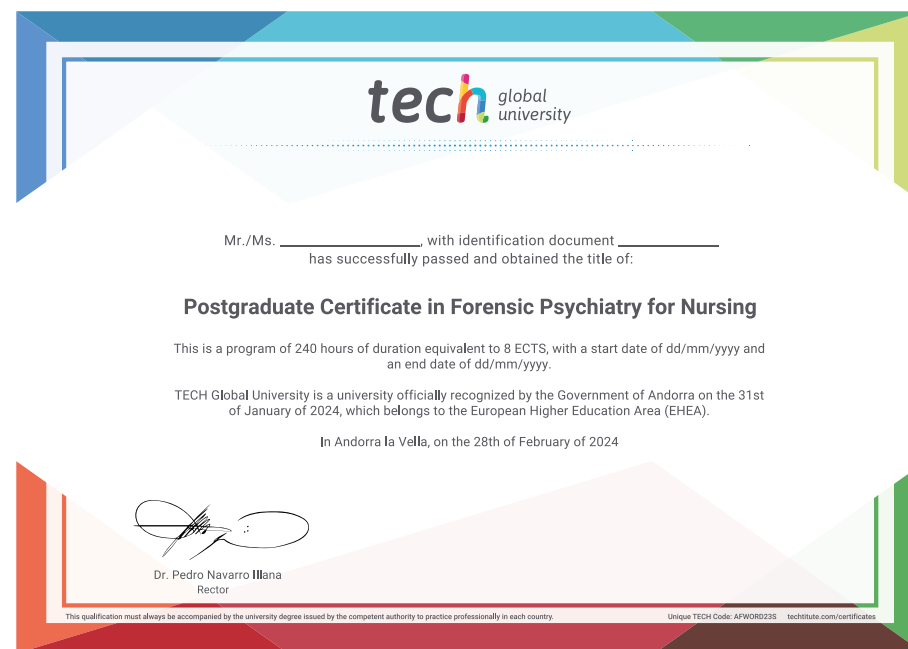 tech global
university
Mr./Ms. ____________, with identification document ____________
has successfully passed and obtained the title of:
Postgraduate Certificate in Forensic Psychiatry for Nursing
This is a program of 240 hours of duration equivalent to 8 ECTS, with a start date of dd/mm/yyyy and
an end date of dd/mm/yyyy.
TECH Global University is a university officially recognized by the Government of Andorra on the 31st
of January of 2024, which belongs to the European Higher Education Area (EHEA).
In Andorra la Vella, on the 28th of February of 2024
Dr. Pedro Navarro Illana
Rector
This qualification must always be accompanied by the university degree issued by the competent authority to practice professionally in each country.
Unique TECH Code: AFWORD23S techtitute.com/certificates